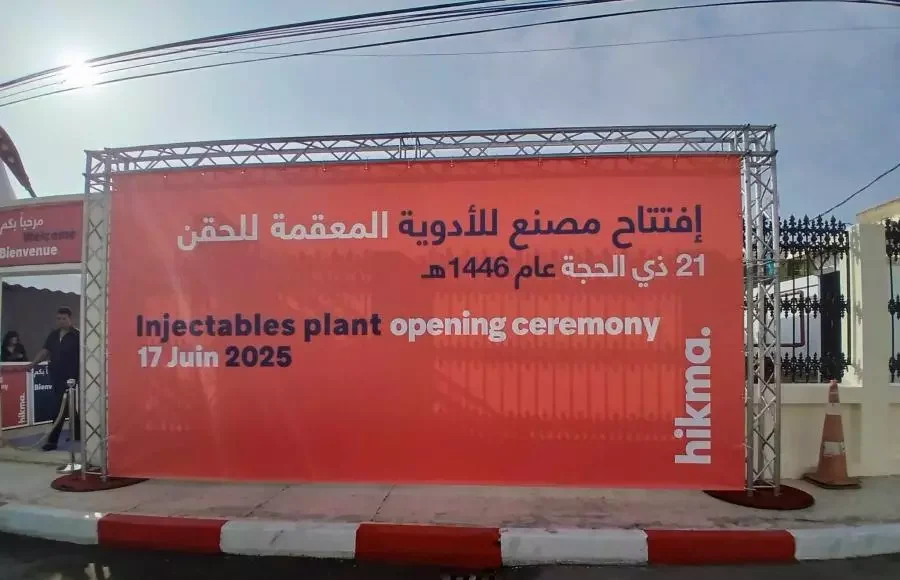 مرحباً بكم
Welcome
Bienvenue
إفتتاح مصنع للأدوية المعقمة للحقن
21 ذي الحجة عام 1446هـ
Injectables plant opening ceremony
17 Juin 2025
hikma.
hikma.